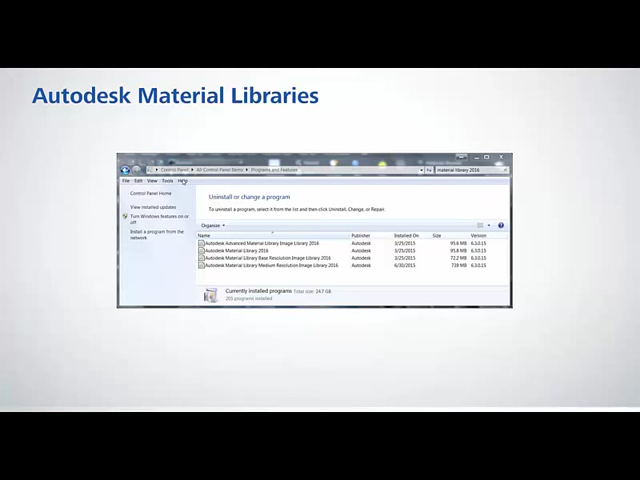 Autodesk Material Libraries
Control Panel
All Control Panel Items
Programs and Features
material library 2016
File Edit View Tools Help
Control Panel Home
View installed updates
Turn Windows features on or
off
Install a program from the
network
Uninstall or change a program
To uninstall a program, select it from the list and then click Uninstall, Change, or Repair.
Organize
Name Publisher Installed On Size Version
Autodesk Advanced Material Library Image Library 2016 Autodesk 3/25/2015 95.6 MB 6.3.0.15
Autodesk Material Library 2016 Autodesk 3/25/2015 95.8 MB 6.3.0.15
Autodesk Material Library Base Resolution Image Library 2016 Autodesk 3/25/2015 72.2 MB 6.3.0.15
Autodesk Material Library Medium Resolution Image Library 2016 Autodesk 6/30/2015 739 MB 6.3.0.15
Currently installed programs Total size: 24.7 GB
205 programs installed